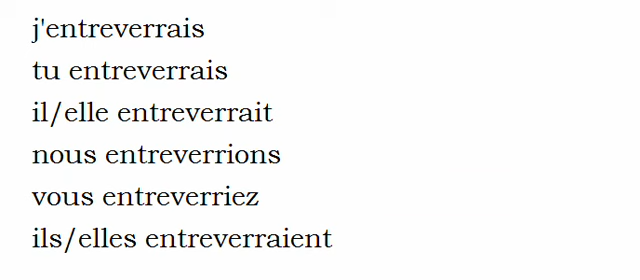 j'entreverrais
tu entreverrais
il/elle entreverrait
nous entreverrions
vous entreverriez
ils/elles entreverraient